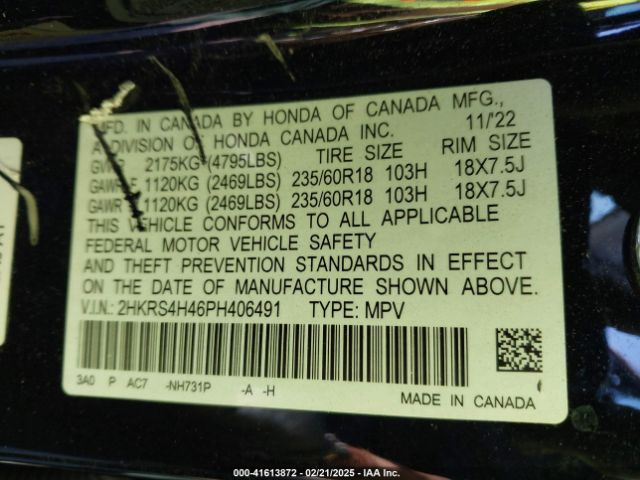 MFD. IN CANADA BY HONDA OF CANADA MFG.,
A DIVISION OF HONDA CANADA INC. 11/'22
GVWR 2175KG (4795LBS) TIRE SIZE RIM SIZE
GAWR F 1120KG (2469LBS) 235/60R18 103H 18X7.5J
GAWR 1120KG (2469LBS) 235/60R18 103H 18X7.5J
THIS VEHICLE CONFORMS TO ALL APPLICABLE
FEDERAL MOTOR VEHICLE SAFETY
AND THEFT PREVENTION STANDARDS IN EFFECT
ON THE DATE OF MANUFACTURE SHOWN ABOVE.
V.I.N.: 2HKRS4H46PH406491 TYPE: MPV
3A0 P AC7 -NH731P -A -H
MADE IN CANADA
000-41613872 - 02/21/2025 - IAA Inc.